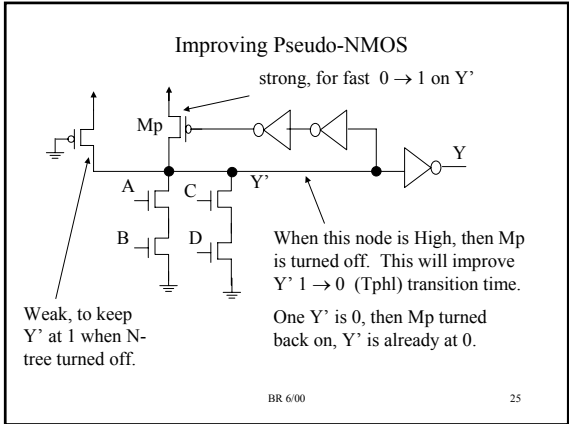 Improving Pseudo-NMOS
strong, for fast 0 → 1 on Y’
Mp
Y
A
C
Y’
B
D
When this node is High, then Mp
is turned off. This will improve
Y’ 1 → 0 (Tphl) transition time.
One Y’ is 0, then Mp turned
back on, Y’ is already at 0.
Weak, to keep
Y’ at 1 when N-
tree turned off.
BR 6/00
25